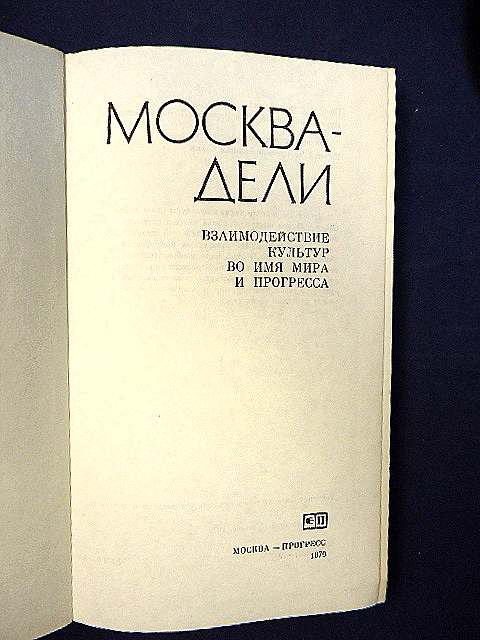 МОСКВА-
ДЕЛИ
ВЗАИМОДЕЙСТВИЕ
КУЛЬТУР
ВО ИМЯ МИРА
И ПРОГРЕССА
МОСКВА — ПРОГРЕСС